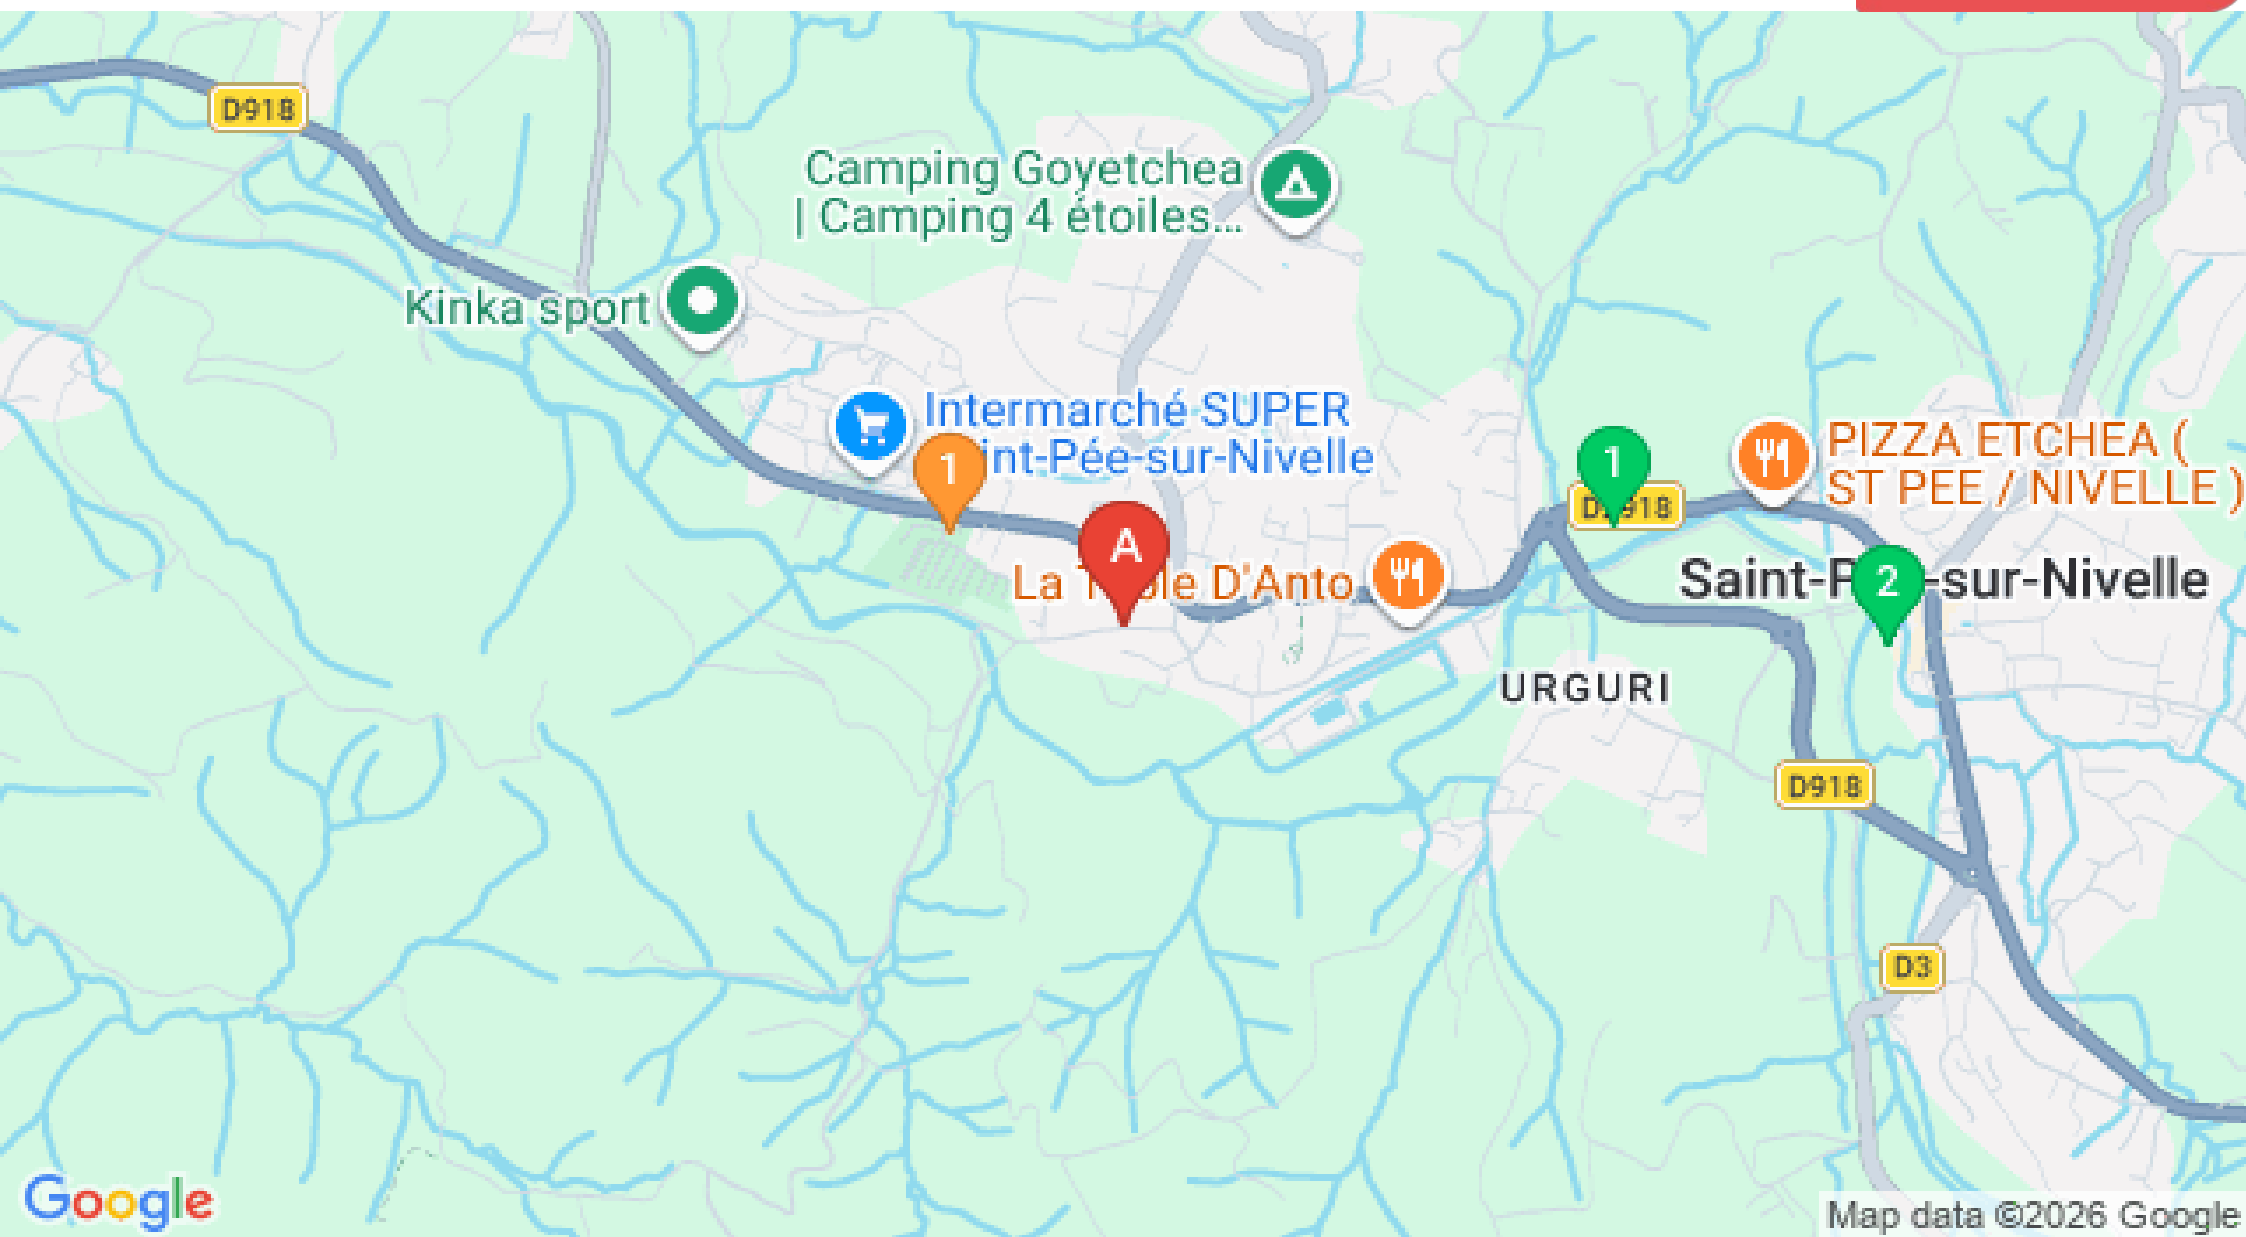 D918
Camping Goyetchea
| Camping 4 étoiles...
Kinka sport
Intermarché SUPER
int-Pée-sur-Nivelle
1
1
918
PIZZA ETCHEA (
ST PEE / NIVELLE )
A
La T le D'Anto
Saint-P -sur-Nivelle
2
URGURI
D918
D3
Google
Map data ©2026 Google